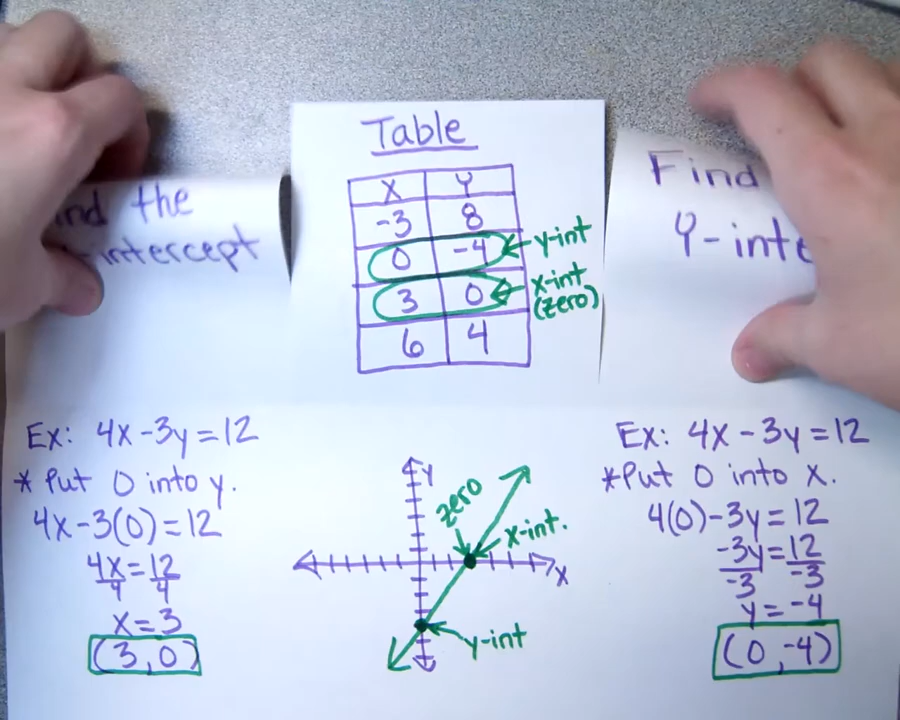 Table
X Y
-3 8
0 -4 y-int
3 0 x-int
(zero)
6 4
the
intercept
Find
Y-inte
Ex: 4x-3y=12
* Put 0 into y.
4x-3(0)=12
4x=12
4 4
x=3
(3,0)
y
zero
x-int.
x
y-int
Ex: 4x-3y=12
*Put 0 into x.
4(0)-3y=12
-3y=12
-3 -3
y=-4
(0,-4)